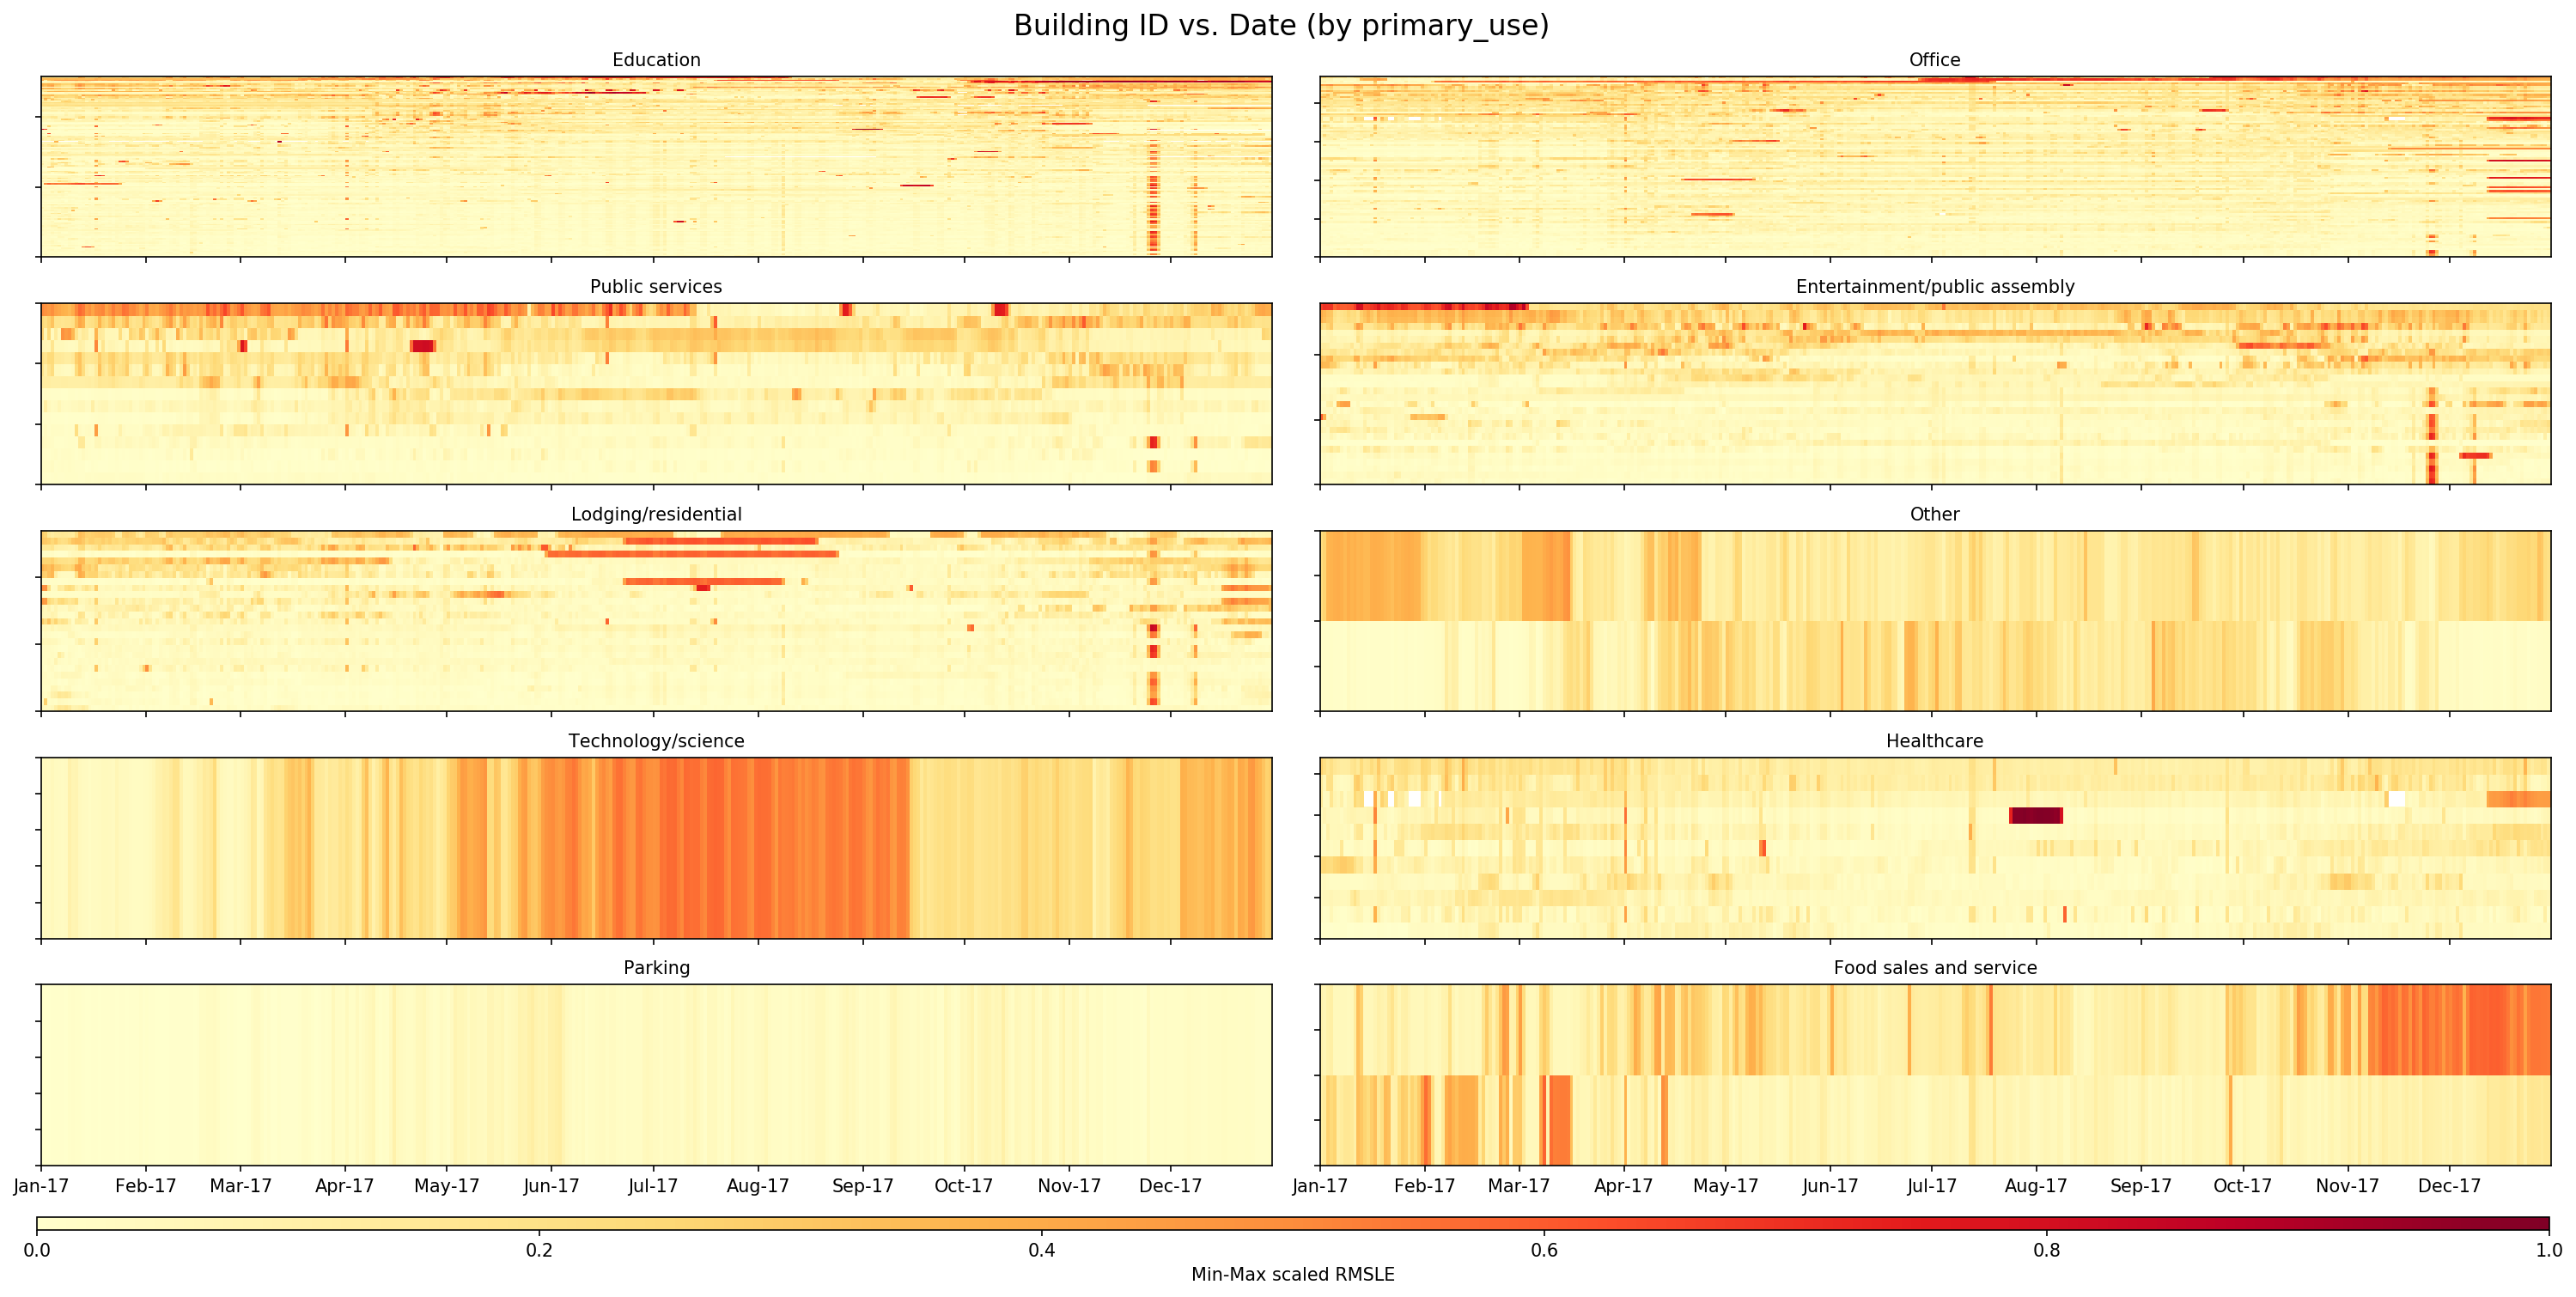 Building ID vs. Date (by primary_use)
Education
Office
Public services
Entertainment/public assembly
Lodging/residential
Other
Technology/science
Healthcare
Parking
Food sales and service
Jan-17 Feb-17 Mar-17 Apr-17 May-17 Jun-17 Jul-17 Aug-17 Sep-17 Oct-17 Nov-17 Dec-17
Jan-17 Feb-17 Mar-17 Apr-17 May-17 Jun-17 Jul-17 Aug-17 Sep-17 Oct-17 Nov-17 Dec-17
0.0 0.2 0.4 0.6 0.8 1.0
Min-Max scaled RMSLE